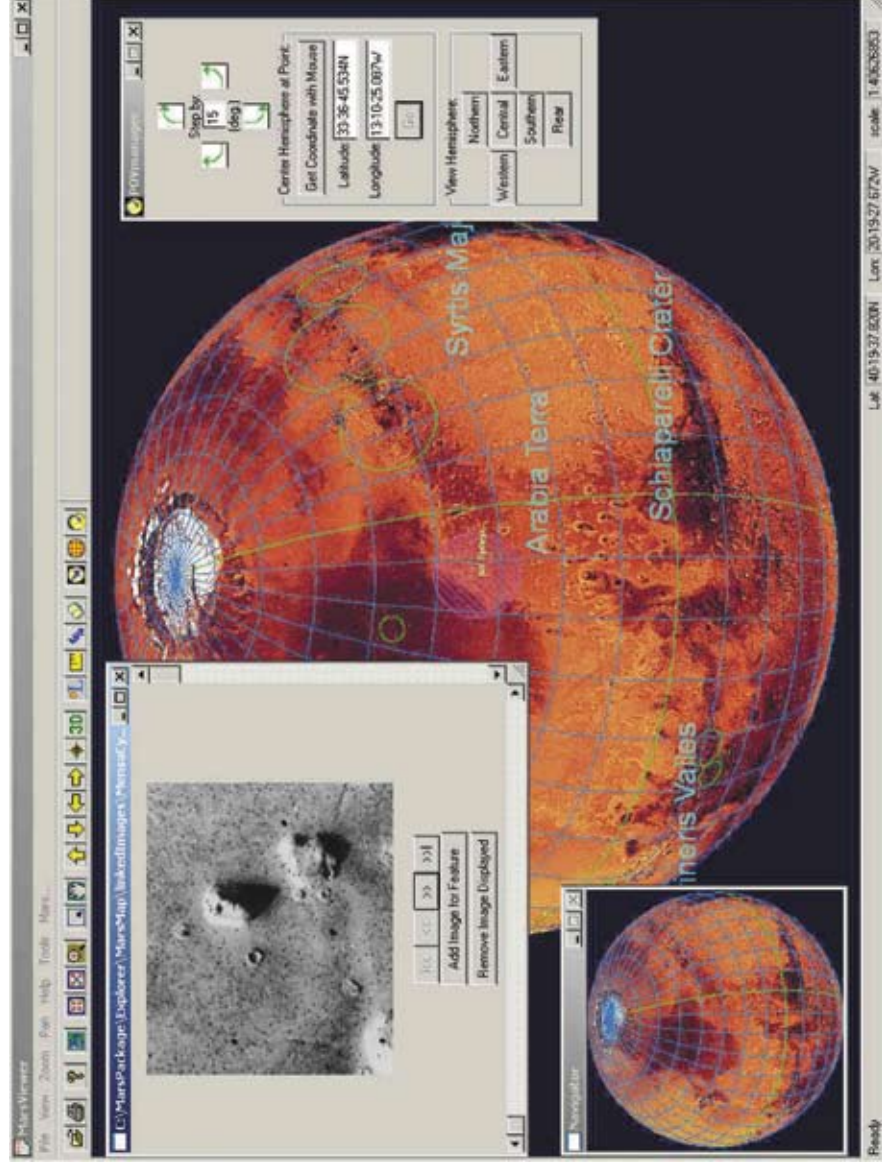 MarsViewer
File View Zoom Pan Help Tools Mars...
3D
C:\MarsPackage\Explorer\MarsMap\linkedImages\MensaCy...
|<< << >> >>|
Add Image for Feature
Remove Image Displayed
Navigator
Step by:
15
(deg.)
Center Hemisphere at Point:
Get Coordinate with Mouse
Latitude: 33-36-45.534N
Longitude: 13-10-25.087W
Go!
View Hemisphere:
Northern
Western Central Eastern
Southern
Rear
Syrtis Maj
Arabia Terra
Schiaparelli Crater
ineris Valles
Ready
Lat: 40-19-37.820N Lon: 20-19-27.672W scale: 1:40626853